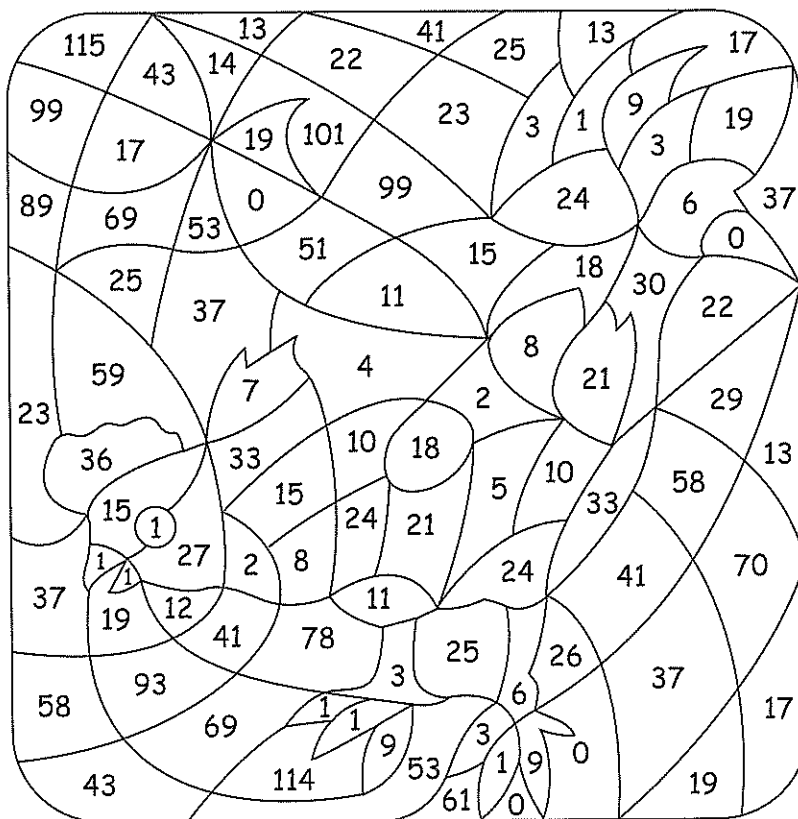 115 13 41 25 13 17
43 14 22
99 17 19 101 23 3 1 9 3 19
89 69 53 0 99 24 6 37
0
25 37 51 15 18 30
11 22
59 7 4 8 21
23 2 29
36 33 10 18 10 13
15 1 15 24 21 5 33 58
27 2 8
1 1 24 41 70
37 19 12 11
41 78 25 26
93 3 37
58 1 1 6 17
69 3 0
9 53 1 9
43 114 61 0 19